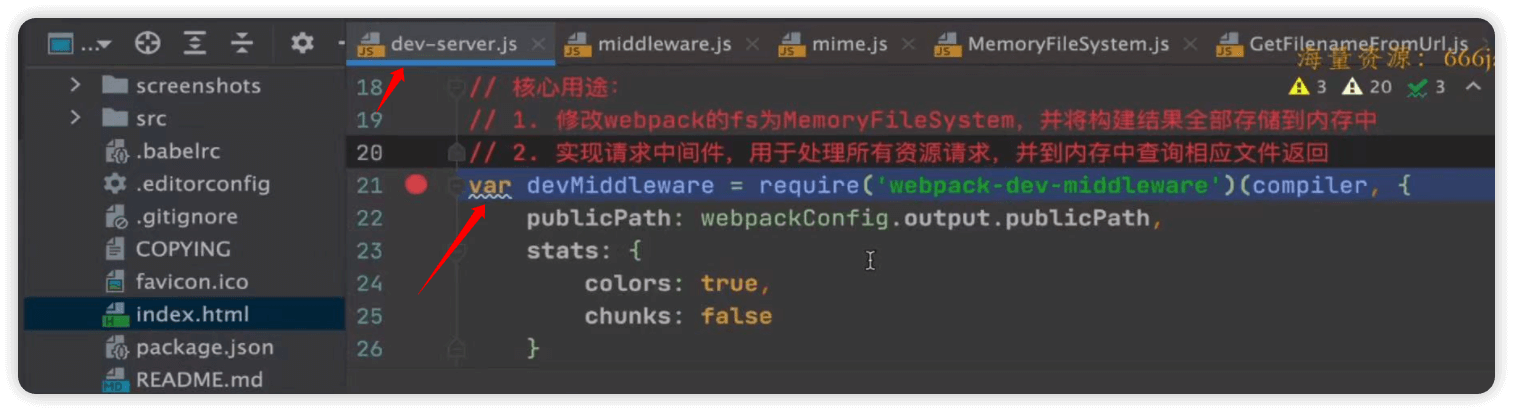 ...
dev-server.js
middleware.js
mime.js
MemoryFileSystem.js
GetFilenameFromUrl.js
海量资源：666j
3 20 3
screenshots
src
.babelrc
.editorconfig
.gitignore
COPYING
favicon.ico
index.html
package.json
README.md
18 // 核心用途：
19 // 1. 修改webpack的fs为MemoryFileSystem，并将构建结果全部存储到内存中
20 // 2. 实现请求中间件，用于处理所有资源请求，并到内存中查询相应文件返回
21 var devMiddleware = require('webpack-dev-middleware')(compiler, {
22 publicPath: webpackConfig.output.publicPath,
23 stats: {
24 colors: true,
25 chunks: false
26 }